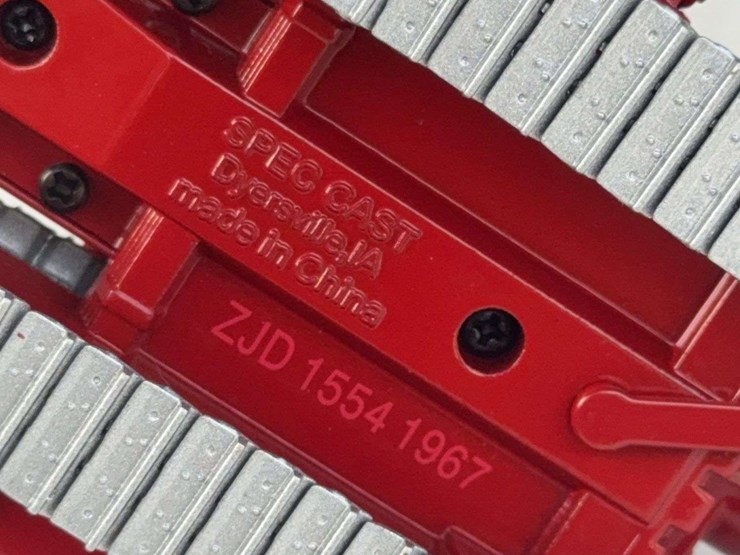 SPEC CAST
Dyersville,IA
made in China
ZJD 1554 1967